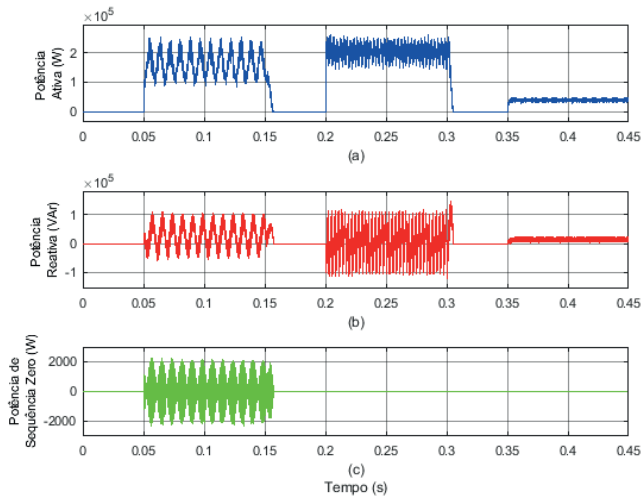 ×10⁵
2
1
0
Potência
Ativa (W)
0 0.05 0.1 0.15 0.2 0.25 0.3 0.35 0.4 0.45
(a)
×10⁵
1
0
-1
Potência
Reativa (VAr)
0 0.05 0.1 0.15 0.2 0.25 0.3 0.35 0.4 0.45
(b)
2000
0
-2000
Potência de
Sequência Zero (W)
0 0.05 0.1 0.15 0.2 0.25 0.3 0.35 0.4 0.45
(c)
Tempo (s)